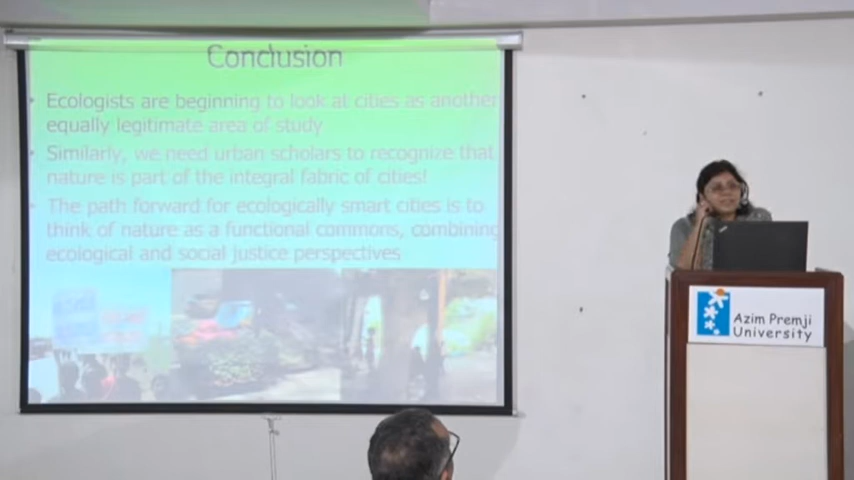 Conclusion
• Ecologists are beginning to look at cities as another
equally legitimate area of study
• Similarly, we need urban scholars to recognize that
nature is part of the integral fabric of cities!
• The path forward for ecologically smart cities is to
think of nature as a functional commons, combining
ecological and social justice perspectives
Azim Premji
University